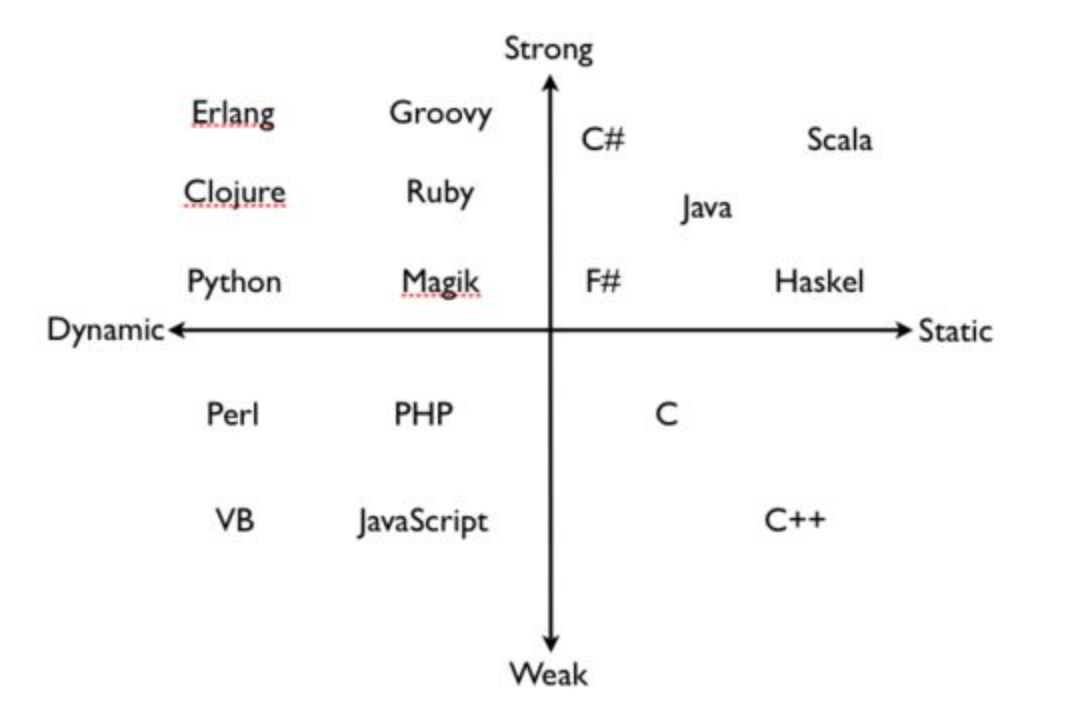 Strong
Erlang Groovy
C# Scala
Clojure Ruby
Java
Python Magik F# Haskel
Dynamic Static
Perl PHP C
VB JavaScript C++
Weak